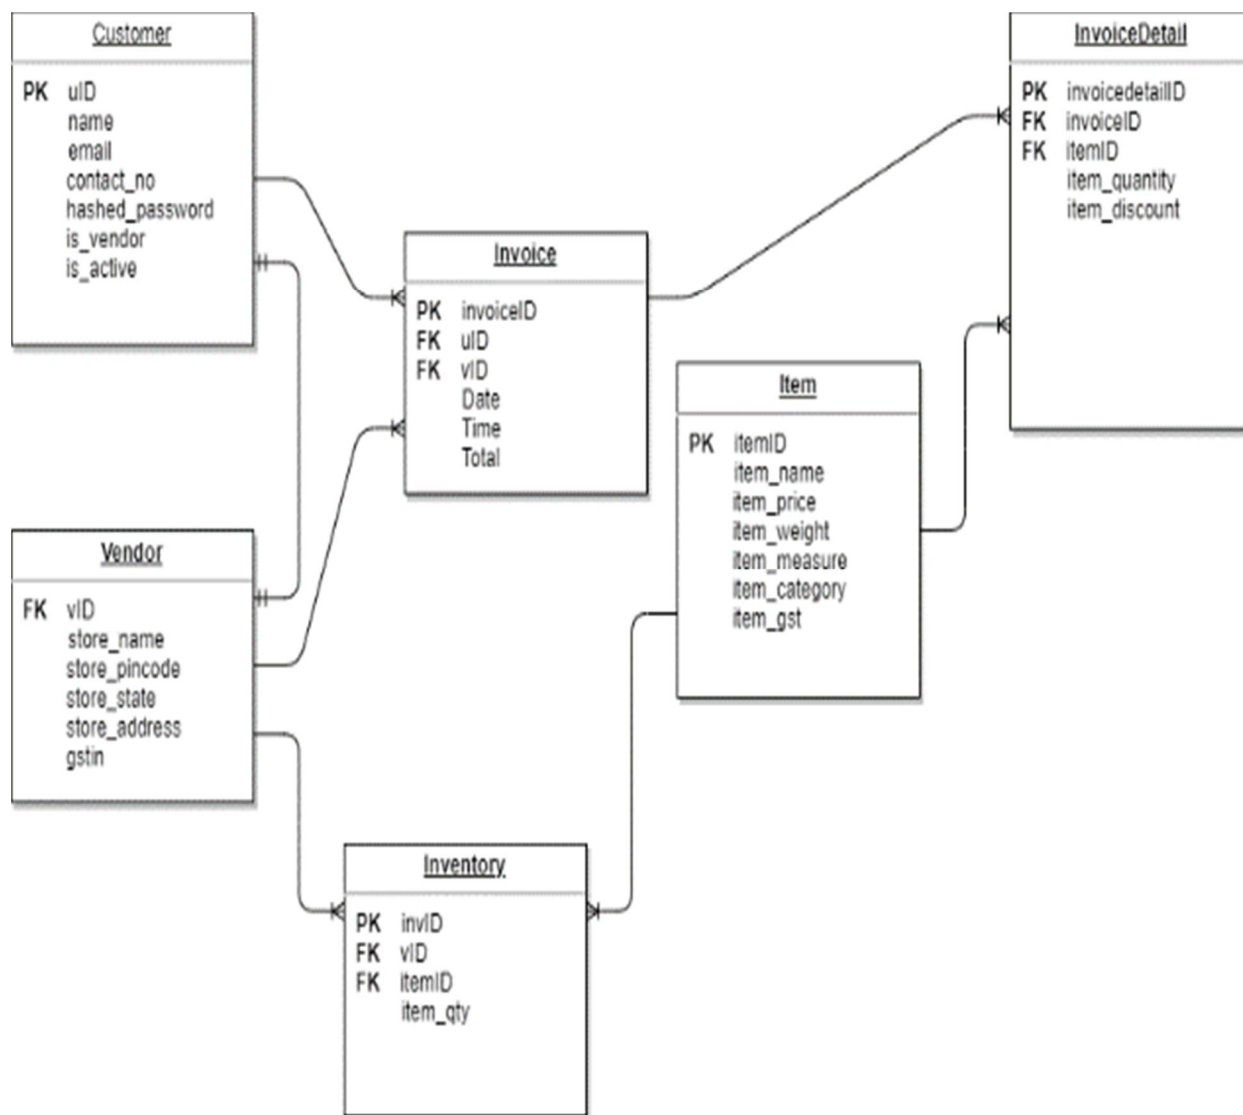 Customer
PK uID
name
email
contact_no
hashed_password
is_vendor
is_active
InvoiceDetail
PK invoicedetailID
FK invoiceID
FK itemID
item_quantity
item_discount
Invoice
PK invoiceID
FK uID
FK vID
Date
Time
Total
Item
PK itemID
item_name
item_price
item_weight
item_measure
item_category
item_gst
Vendor
FK vID
store_name
store_pincode
store_state
store_address
gstin
Inventory
PK invID
FK vID
FK itemID
item_qty